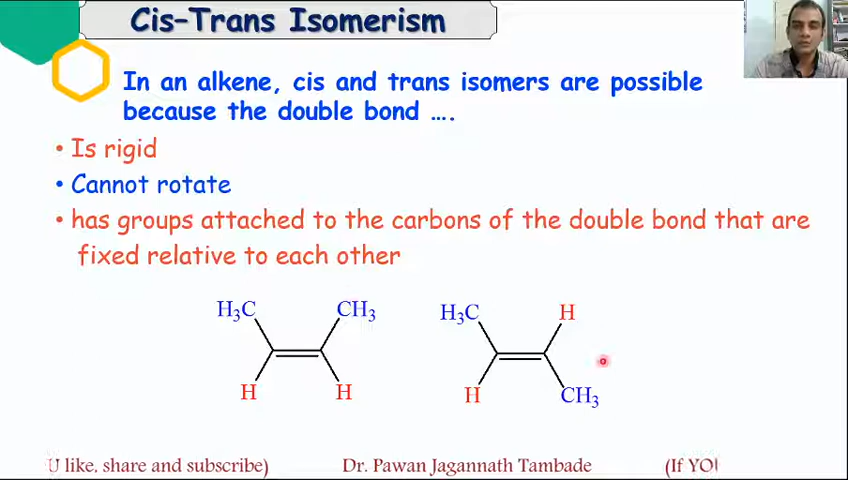 Cis-Trans Isomerism
In an alkene, cis and trans isomers are possible
because the double bond ….
• Is rigid
• Cannot rotate
• has groups attached to the carbons of the double bond that are
fixed relative to each other
H₃C CH₃ H₃C H
H H H CH₃
U like, share and subscribe) Dr. Pawan Jagannath Tambade (If YOU